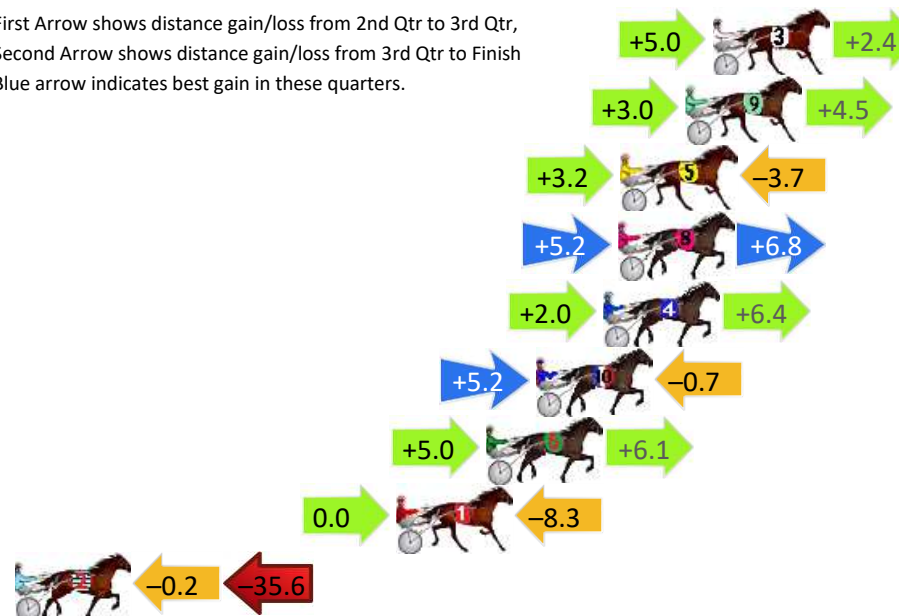 First Arrow shows distance gain/loss from 2nd Qtr to 3rd Qtr,
Second Arrow shows distance gain/loss from 3rd Qtr to Finish
Blue arrow indicates best gain in these quarters.
+5.0 3 +2.4
+3.0 9 +4.5
+3.2 5 –3.7
+5.2 8 +6.8
+2.0 4 +6.4
+5.2 10 –0.7
+5.0 6 +6.1
0.0 1 –8.3
2 –0.2 –35.6